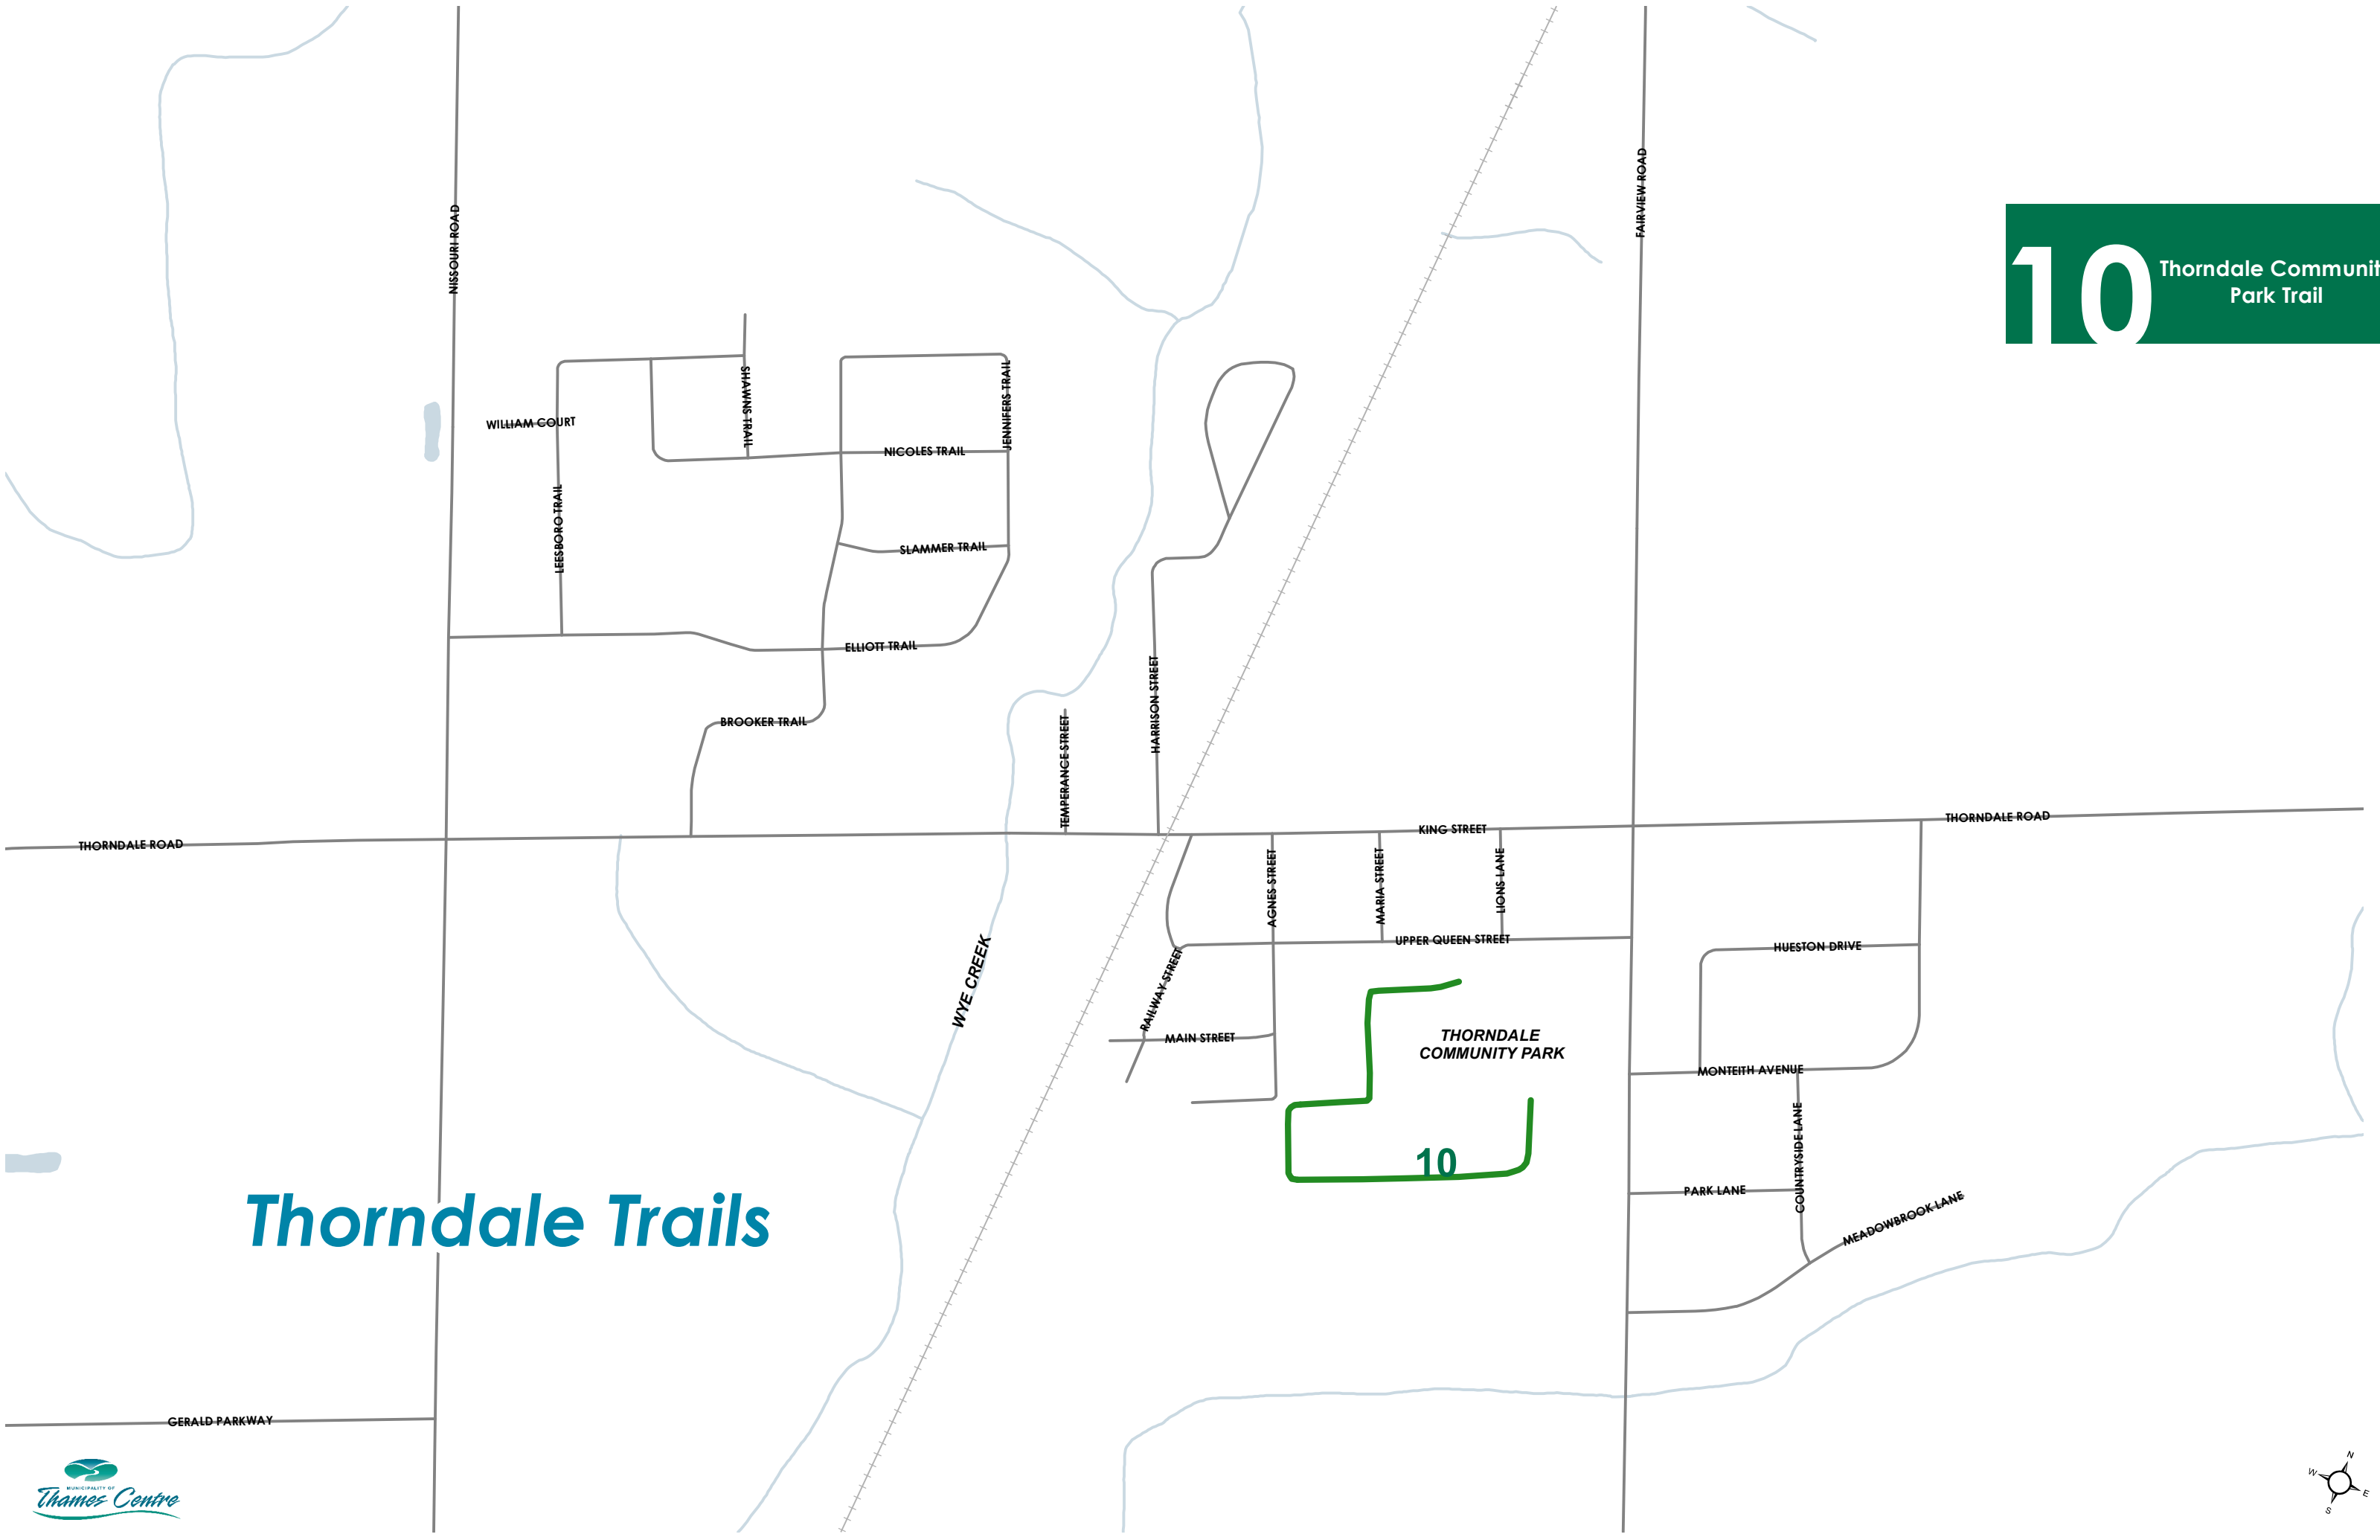 NISSOURI ROAD
FAIRVIEW ROAD
10
Thorndale Communit
Park Trail
WILLIAM COURT
SHAWNS TRAIL
JENNIFERS TRAIL
NICOLES TRAIL
LEESBORO TRAIL
SLAMMER TRAIL
ELLIOTT TRAIL
BROOKER TRAIL
TEMPERANCE STREET
HARRISON STREET
THORNDALE ROAD
KING STREET
THORNDALE ROAD
AGNES STREET
MARIA STREET
LIONS LANE
UPPER QUEEN STREET
HUESTON DRIVE
WYE CREEK
RAILWAY STREET
MAIN STREET
THORNDALE
COMMUNITY PARK
MONTEITH AVENUE
COUNTRYSIDE LANE
10
PARK LANE
MEADOWBROOK LANE
Thorndale Trails
GERALD PARKWAY
MUNICIPALITY OF
Thames Centre
N
W
E
S